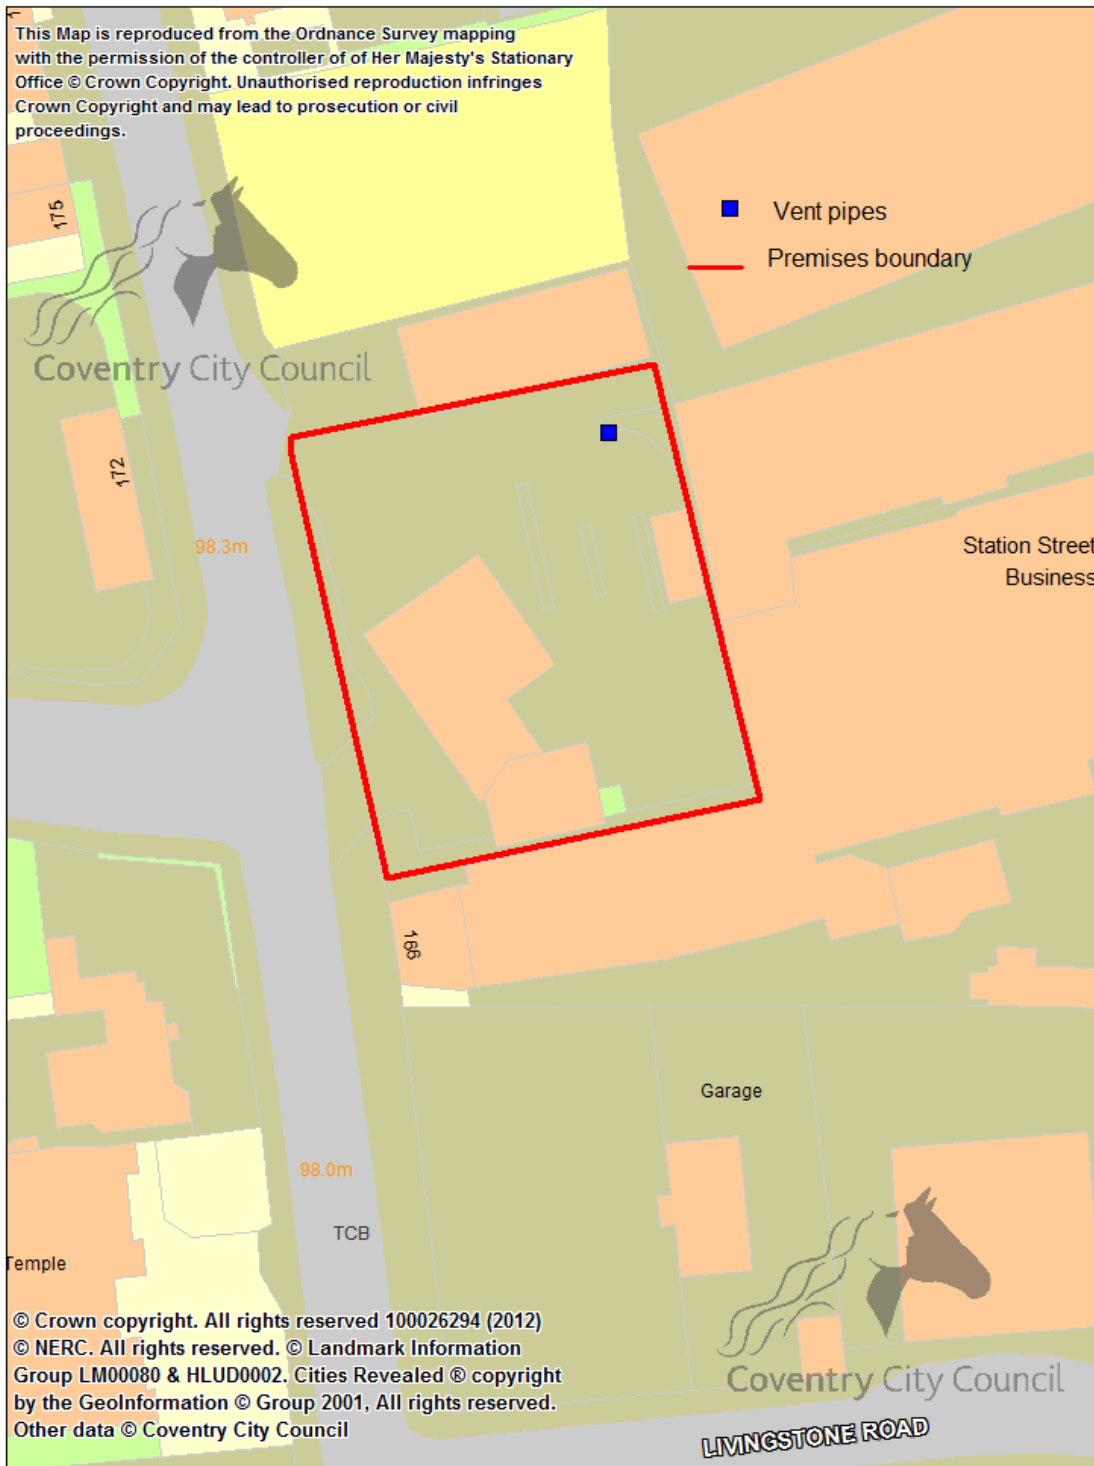 This Map is reproduced from the Ordnance Survey mapping
with the permission of the controller of of Her Majesty's Stationary
Office © Crown Copyright. Unauthorised reproduction infringes
Crown Copyright and may lead to prosecution or civil
proceedings.
175
Vent pipes
Premises boundary
Coventry City Council
172
98.3m
Station Street
Business
166
Garage
98.0m
TCB
Temple
© Crown copyright. All rights reserved 100026294 (2012)
© NERC. All rights reserved. © Landmark Information
Group LM00080 & HLUD0002. Cities Revealed ® copyright
by the GeoInformation © Group 2001, All rights reserved.
Other data © Coventry City Council
Coventry City Council
LIVINGSTONE ROAD